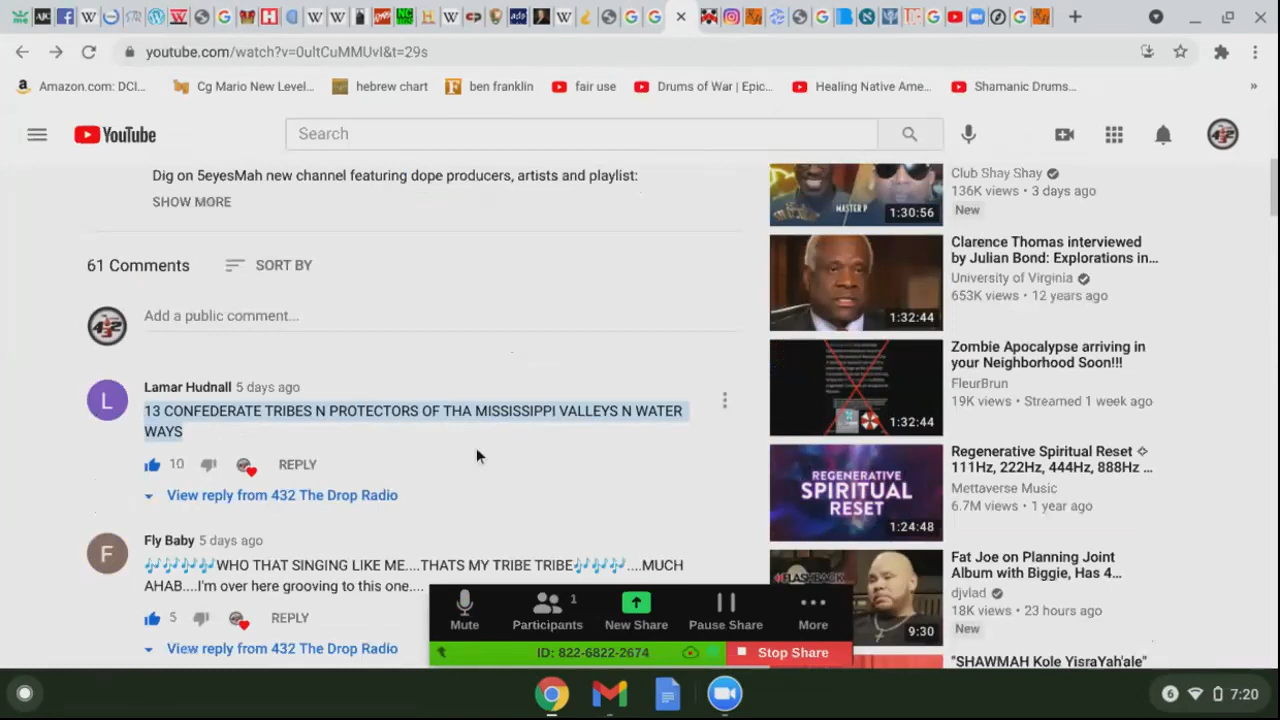 youtube.com/watch?v=0ultCuMMUvI&t=29s
Amazon.com: DCI...
Cg Mario New Level...
hebrew chart
ben franklin
fair use
Drums of War | Epic...
Healing Native Ame...
Shamanic Drums...
»
YouTube
Search
Dig on 5eyesMah new channel featuring dope producers, artists and playlist:
SHOW MORE
61 Comments
SORT BY
Add a public comment...
L
Lamar Hudnall 5 days ago
13 CONFEDERATE TRIBES N PROTECTORS OF THA MISSISSIPPI VALLEYS N WATER
WAYS
10
REPLY
View reply from 432 The Drop Radio
F
Fly Baby 5 days ago
🎶🎶🎶🎶🎶WHO THAT SINGING LIKE ME....THATS MY TRIBE TRIBE🎶🎶🎶🎶....MUCH
AHAB....I'm over here grooving to this one....
5
REPLY
View reply from 432 The Drop Radio
MASTER P
1:30:56
Club Shay Shay
136K views • 3 days ago
New
1:32:44
Clarence Thomas interviewed
by Julian Bond: Explorations in...
University of Virginia
653K views • 12 years ago
1:32:44
Zombie Apocalypse arriving in
your Neighborhood Soon!!!
FleurBrun
19K views • Streamed 1 week ago
REGENERATIVE
SPIRITUAL
RESET
1:24:48
Regenerative Spiritual Reset ✧
111Hz, 222Hz, 444Hz, 888Hz ...
Mettaverse Music
6.7M views • 1 year ago
FLASHBACK
9:30
Fat Joe on Planning Joint
Album with Biggie, Has 4...
djvlad
18K views • 23 hours ago
New
"SHAWMAH Kole YisraYah'ale"
Mute
Participants
1
New Share
Pause Share
More
ID: 822-6822-2674
Stop Share
6
7:20